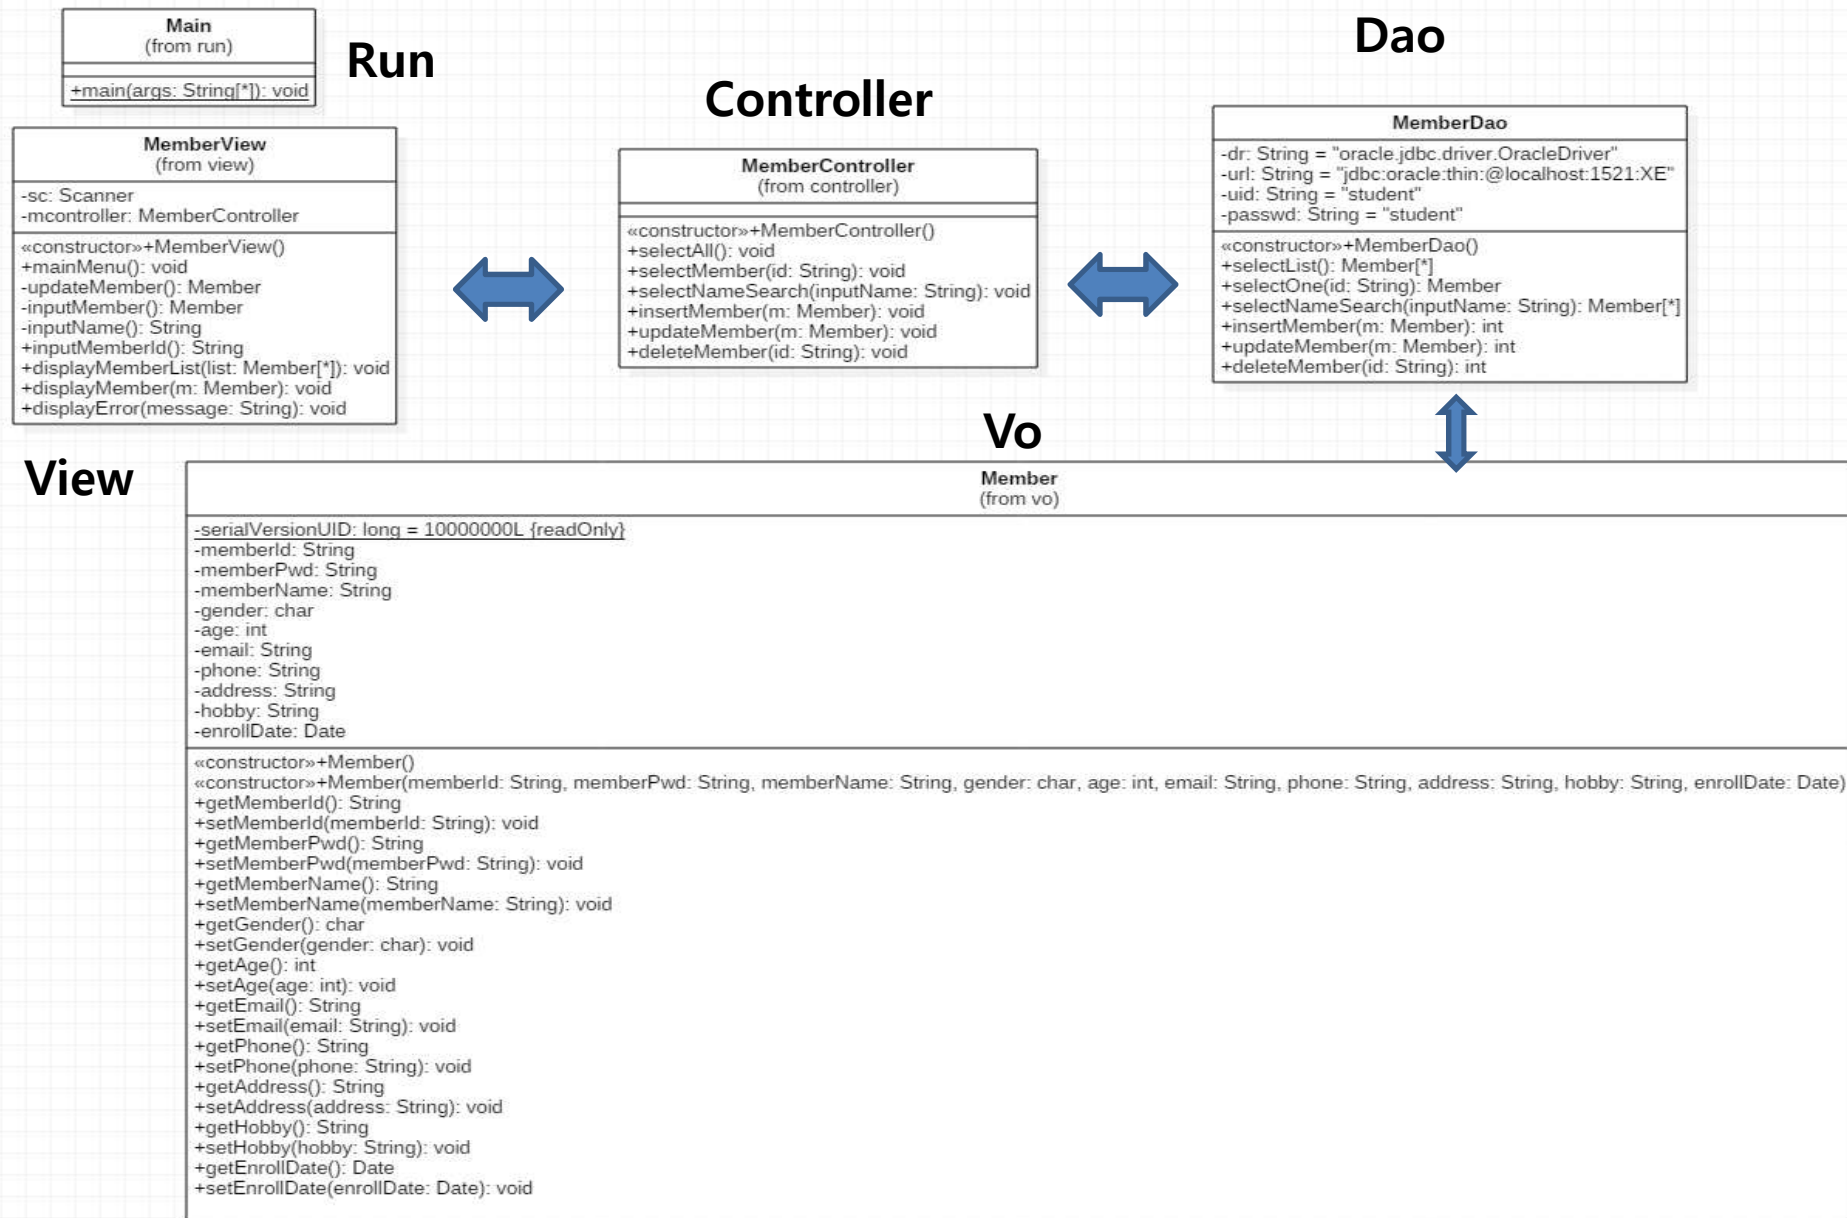 Main
(from run)
+main(args: String[*]): void
Run
MemberView
(from view)
-sc: Scanner
-mcontroller: MemberController
«constructor»+MemberView()
+mainMenu(): void
-updateMember(): Member
-inputMember(): Member
-inputName(): String
+inputMemberId(): String
+displayMemberList(list: Member[*]): void
+displayMember(m: Member): void
+displayError(message: String): void
View
Controller
MemberController
(from controller)
«constructor»+MemberController()
+selectAll(): void
+selectMember(id: String): void
+selectNameSearch(inputName: String): void
+insertMember(m: Member): void
+updateMember(m: Member): void
+deleteMember(id: String): void
Dao
MemberDao
-dr: String = "oracle.jdbc.driver.OracleDriver"
-url: String = "jdbc:oracle:thin:@localhost:1521:XE"
-uid: String = "student"
-passwd: String = "student"
«constructor»+MemberDao()
+selectList(): Member[*]
+selectOne(id: String): Member
+selectNameSearch(inputName: String): Member[*]
+insertMember(m: Member): int
+updateMember(m: Member): int
+deleteMember(id: String): int
Vo
Member
(from vo)
-serialVersionUID: long = 10000000L {readOnly}
-memberId: String
-memberPwd: String
-memberName: String
-gender: char
-age: int
-email: String
-phone: String
-address: String
-hobby: String
-enrollDate: Date
«constructor»+Member()
«constructor»+Member(memberId: String, memberPwd: String, memberName: String, gender: char, age: int, email: String, phone: String, address: String, hobby: String, enrollDate: Date)
+getMemberId(): String
+setMemberId(memberId: String): void
+getMemberPwd(): String
+setMemberPwd(memberPwd: String): void
+getMemberName(): String
+setMemberName(memberName: String): void
+getGender(): char
+setGender(gender: char): void
+getAge(): int
+setAge(age: int): void
+getEmail(): String
+setEmail(email: String): void
+getPhone(): String
+setPhone(phone: String): void
+getAddress(): String
+setAddress(address: String): void
+getHobby(): String
+setHobby(hobby: String): void
+getEnrollDate(): Date
+setEnrollDate(enrollDate: Date): void